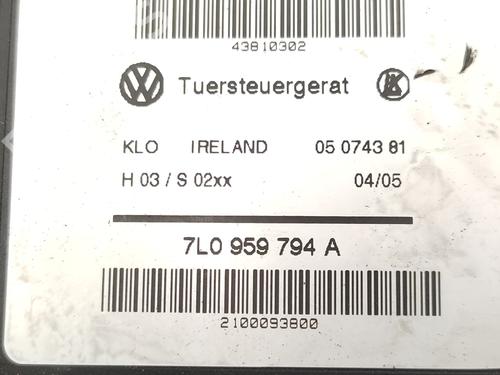 43810302
Tuersteuergerat
KLO IRELAND 05 0743 81
H 03 / S 02xx 04/05
7L0 959 794 A
2100093800